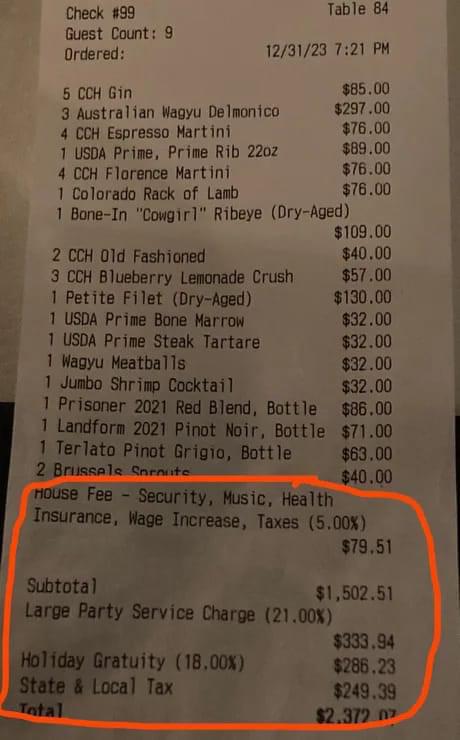 Check #99 Table 84
Guest Count: 9
Ordered: 12/31/23 7:21 PM
5 CCH Gin $85.00
3 Australian Wagyu Delmonico $297.00
4 CCH Espresso Martini $76.00
1 USDA Prime, Prime Rib 22oz $89.00
4 CCH Florence Martini $76.00
1 Colorado Rack of Lamb $76.00
1 Bone-In "Cowgirl" Ribeye (Dry-Aged)
$109.00
2 CCH Old Fashioned $40.00
3 CCH Blueberry Lemonade Crush $57.00
1 Petite Filet (Dry-Aged) $130.00
1 USDA Prime Bone Marrow $32.00
1 USDA Prime Steak Tartare $32.00
1 Wagyu Meatballs $32.00
1 Jumbo Shrimp Cocktail $32.00
1 Prisoner 2021 Red Blend, Bottle $86.00
1 Landform 2021 Pinot Noir, Bottle $71.00
1 Terlato Pinot Grigio, Bottle $63.00
2 Brussels Sprouts $40.00
House Fee - Security, Music, Health
Insurance, Wage Increase, Taxes (5.00%)
$79.51
Subtotal $1,502.51
Large Party Service Charge (21.00%)
$333.94
Holiday Gratuity (18.00%) $286.23
State & Local Tax $249.39
Total $2,372.07